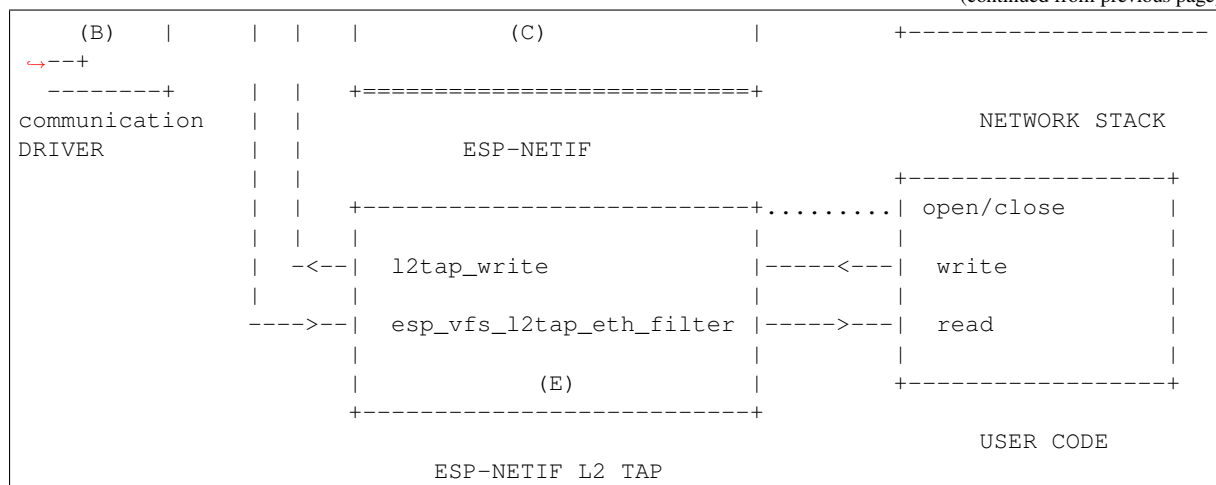 (continued from previous page)
    (B)    |     |  |  |          (C)               |         +---------------------
↪--+
  --------+      |  |  +===========================+
communication    |  |                                               NETWORK STACK
DRIVER           |  |          ESP-NETIF
                 |  |                                         +------------------+
                 |  |  +---------------------------+.........| open/close       |
                 |  |  |                           |         |                  |
                 |  -<--|  l2tap_write              |-----<---|  write           |
                 |     |                           |         |                  |
                 ---->--|  esp_vfs_l2tap_eth_filter |----->---|  read            |
                       |                           |         |                  |
                       |            (E)            |         +------------------+
                       +---------------------------+
                                                                   USER CODE
                             ESP-NETIF L2 TAP